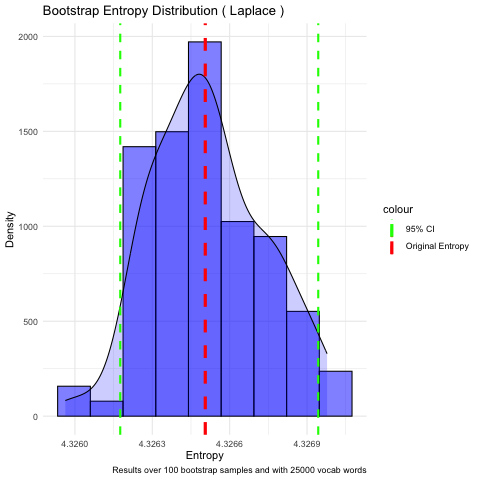 Bootstrap Entropy Distribution ( Laplace )
2000
1500
1000
500
0
Density
4.3260 4.3263 4.3266 4.3269
Entropy
Results over 100 bootstrap samples and with 25000 vocab words
colour
95% CI
Original Entropy